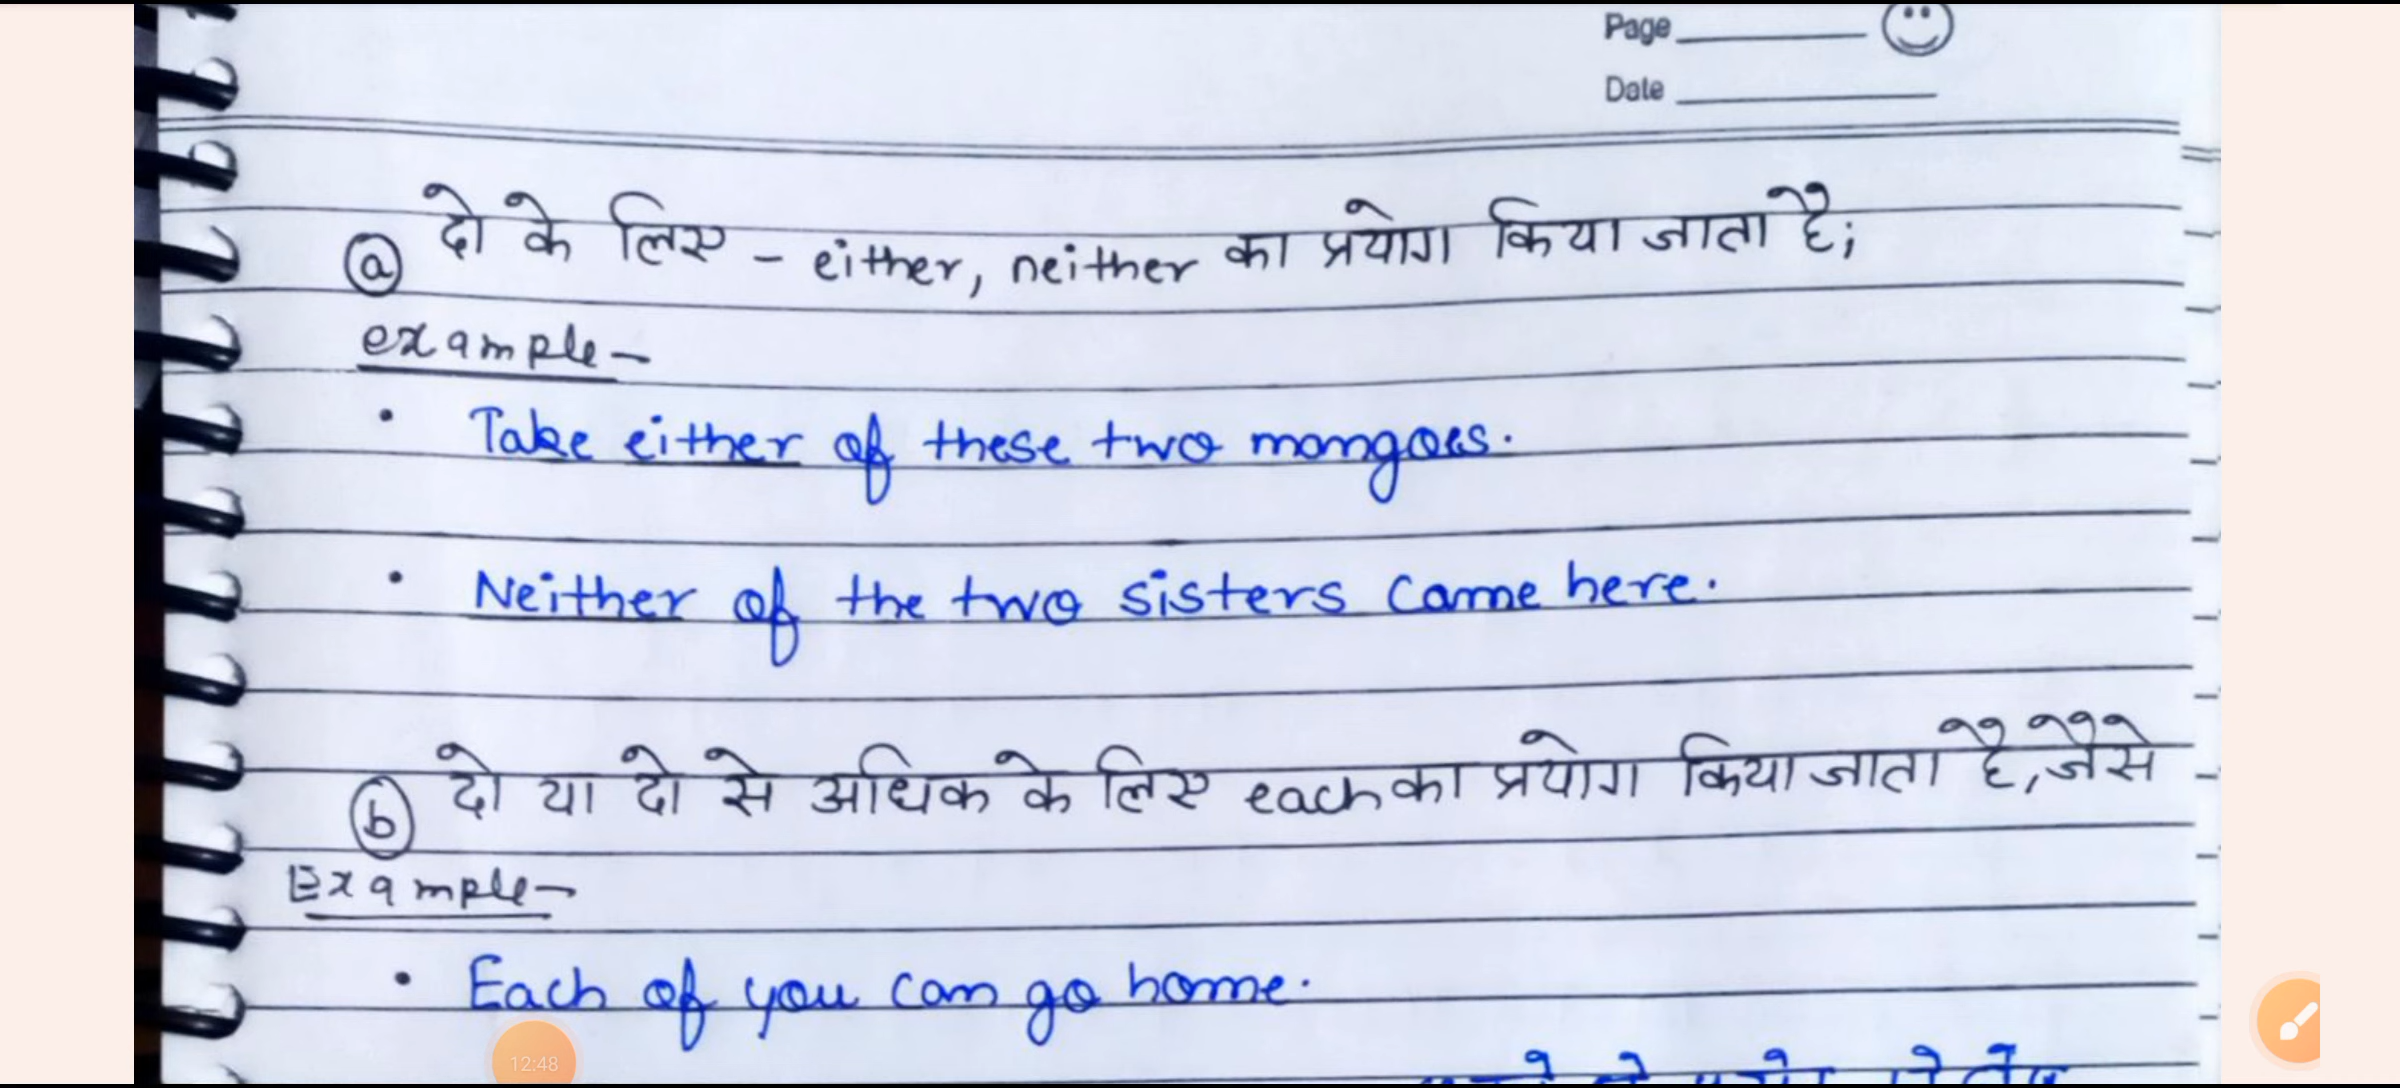 Page
Date
ⓐ दो के लिए - either, neither का प्रयोग किया जाता है;
example-
• Take either of these two mangoes.
• Neither of the two sisters came here.
ⓑ दो या दो से अधिक के लिए each का प्रयोग किया जाता है, जैसे
Example-
• Each of you can go home.
12:48